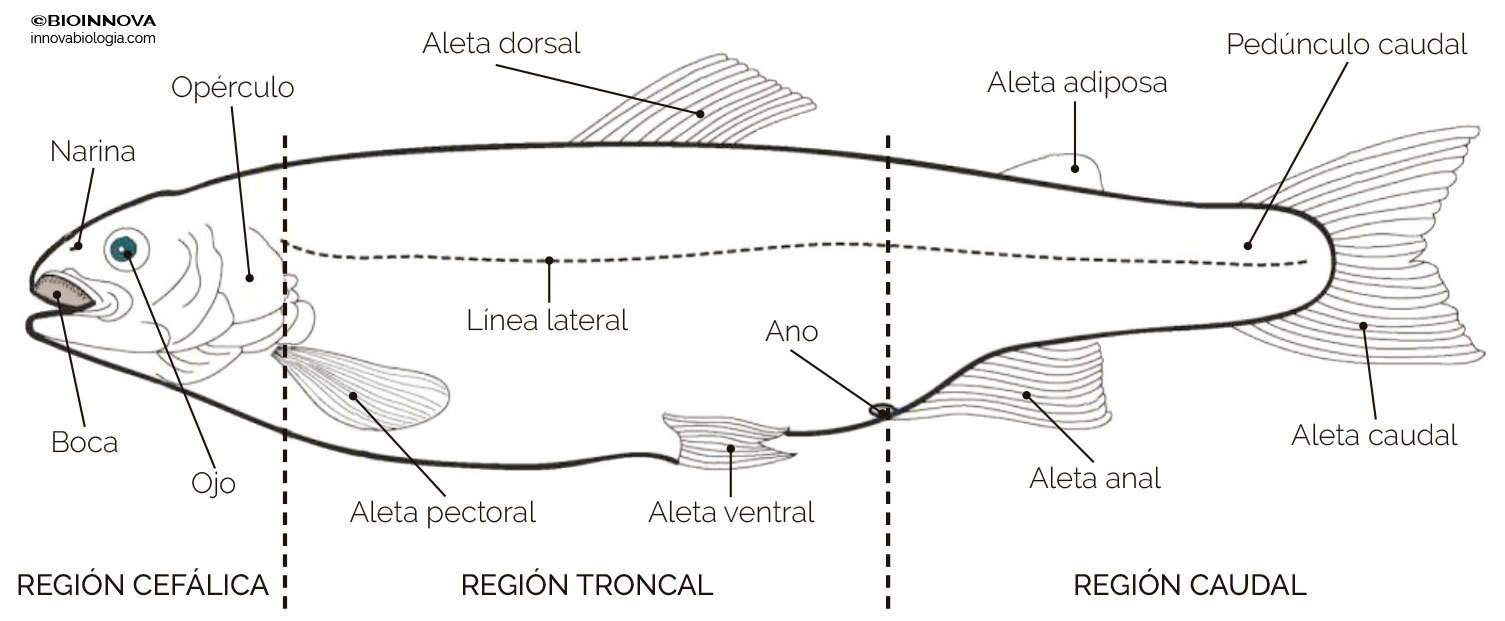 ©BIOINNOVA
innovabiologia.com
Aleta dorsal
Pedúnculo caudal
Opérculo
Aleta adiposa
Narina
Línea lateral
Ano
Boca
Ojo
Aleta pectoral
Aleta ventral
Aleta anal
Aleta caudal
REGIÓN CEFÁLICA
REGIÓN TRONCAL
REGIÓN CAUDAL